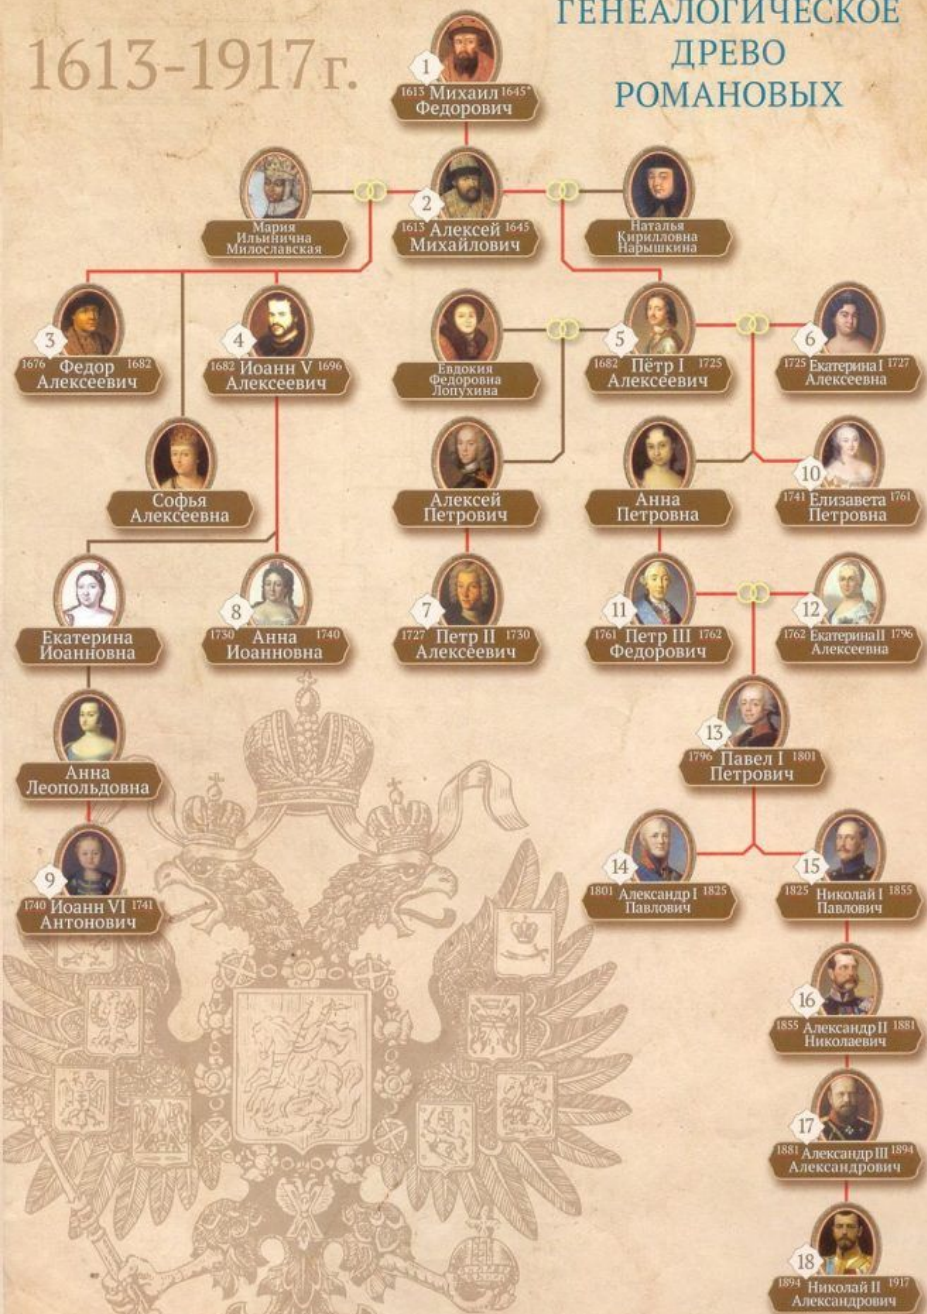 ГЕНЕАЛОГИЧЕСКОЕ
ДРЕВО
РОМАНОВЫХ
1613-1917г.
1
1613 Михаил 1645*
Федорович
Мария
Ильинична
Милославская
2
1613 Алексей 1645
Михайлович
Наталья
Кирилловна
Нарышкина
3
1676 Федор 1682
Алексеевич
4
1682 Иоанн V 1696
Алексеевич
Евдокия
Федоровна
Лопухина
5
1682 Пётр I 1725
Алексеевич
6
1725 Екатерина I 1727
Алексеевна
Софья
Алексеевна
Алексей
Петрович
Анна
Петровна
10
1741 Елизавета 1761
Петровна
Екатерина
Иоанновна
8
1730 Анна 1740
Иоанновна
7
1727 Петр II 1730
Алексеевич
11
1761 Петр III 1762
Федорович
12
1762 Екатерина II 1796
Алексеевна
13
1796 Павел I 1801
Петрович
Анна
Леопольдовна
9
1740 Иоанн VI 1741
Антонович
14
1801 Александр I 1825
Павлович
15
1825 Николай I 1855
Павлович
16
1855 Александр II 1881
Николаевич
17
1881 Александр III 1894
Александрович
18
1894 Николай II 1917
Александрович